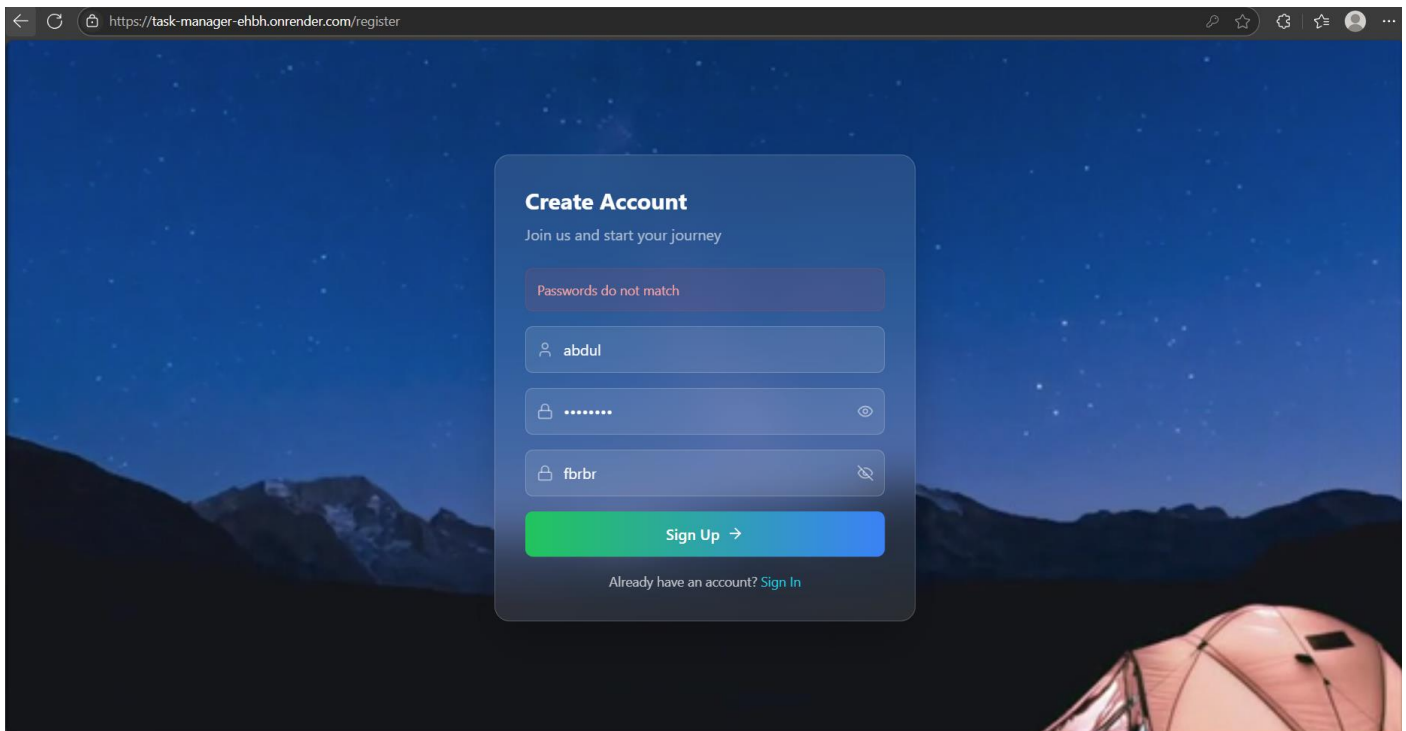 https://task-manager-ehbh.onrender.com/register
Create Account
Join us and start your journey
Passwords do not match
abdul
••••••••
fbrbr
Sign Up →
Already have an account? Sign In